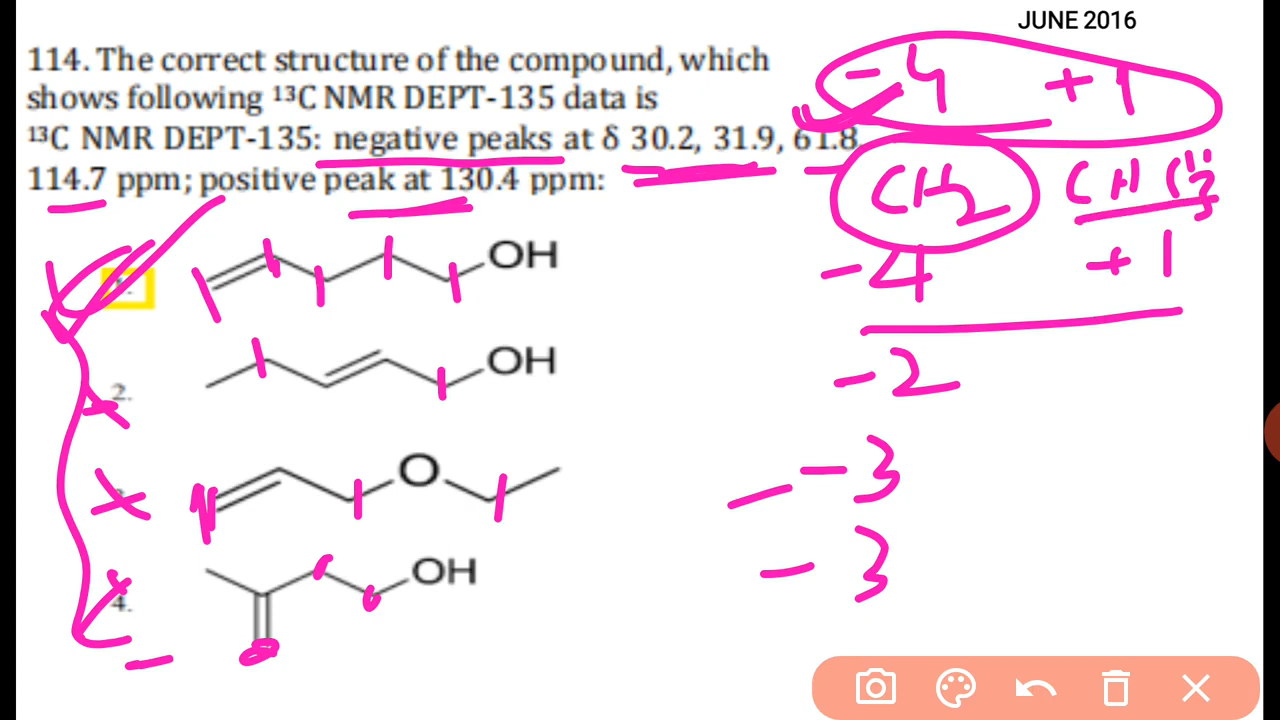 JUNE 2016
114. The correct structure of the compound, which
shows following ¹³C NMR DEPT-135 data is
¹³C NMR DEPT-135: negative peaks at δ 30.2, 31.9, 61.8,
114.7 ppm; positive peak at 130.4 ppm:
-4 +1
CH₂ CH
-4 +1
-2
-3
-3
OH
2. OH
O
4. OH